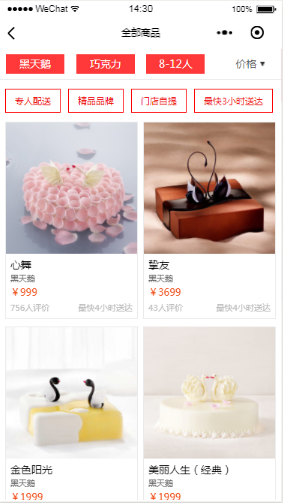 WeChat 14:30 100%
全部商品
黑天鹅 巧克力 8-12人 价格
专人配送 精品品牌 门店自提 最快3小时送达
心舞 挚友
黑天鹅 黑天鹅
￥999 ￥3699
756人评价 最快4小时送达 43人评价 最快4小时送达
金色阳光 美丽人生（经典）
黑天鹅 黑天鹅
￥1999 ￥1999